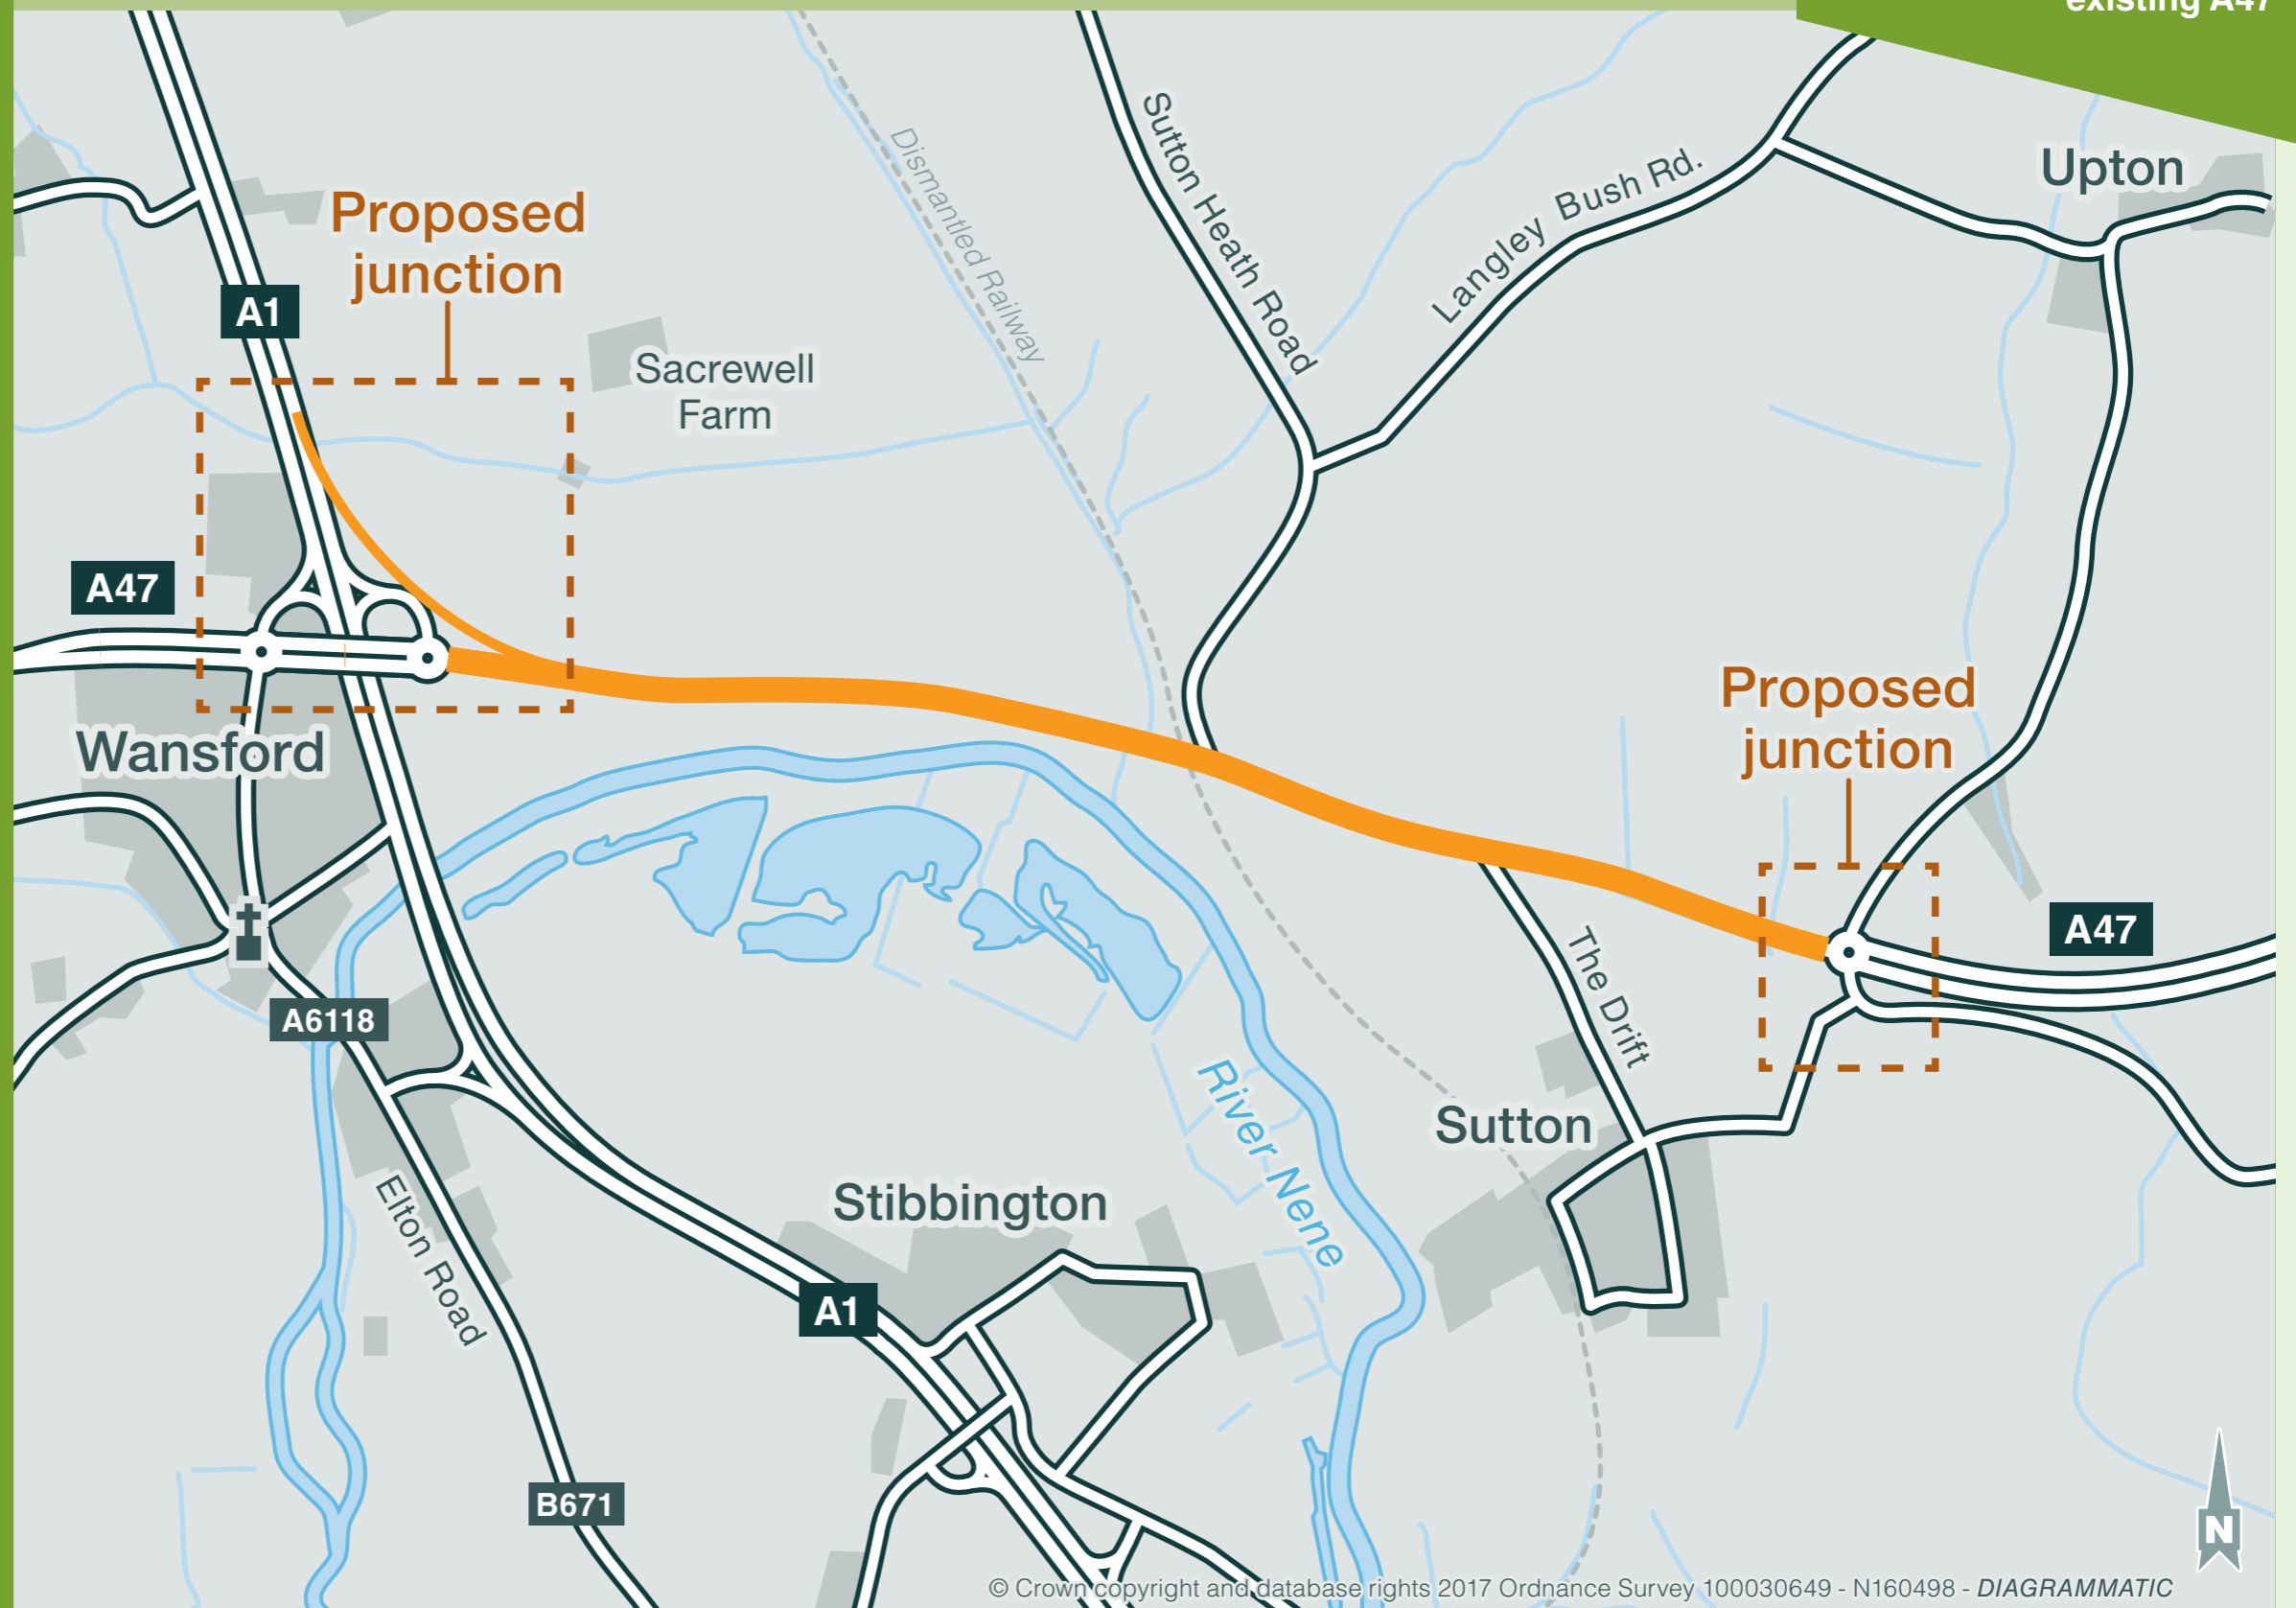 existing A47
Upton
Sutton Heath Road
Langley Bush Rd.
Dismantled Railway
Proposed
junction
A1
Sacrewell
Farm
A47
Wansford
Proposed
junction
A47
The Drift
A6118
River Nene
Sutton
Elton Road
Stibbington
A1
B671
N
© Crown copyright and database rights 2017 Ordnance Survey 100030649 - N160498 - DIAGRAMMATIC